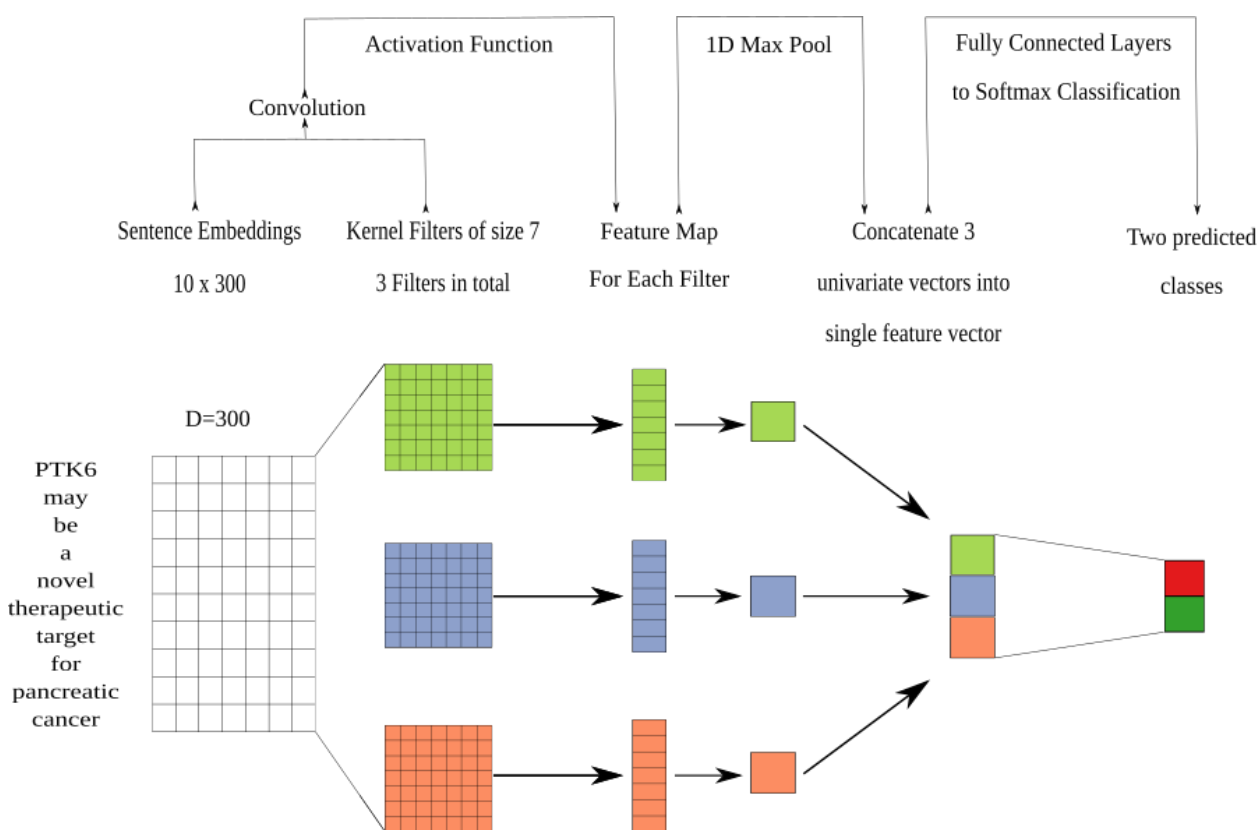 Activation Function
1D Max Pool
Fully Connected Layers
to Softmax Classification
Convolution
Sentence Embeddings
10 x 300
Kernel Filters of size 7
3 Filters in total
Feature Map
For Each Filter
Concatenate 3
univariate vectors into
single feature vector
Two predicted
classes
D=300
PTK6
may
be
a
novel
therapeutic
target
for
pancreatic
cancer